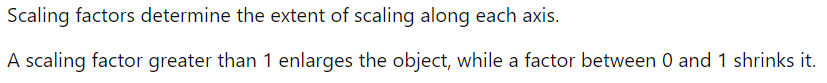 Scaling factors determine the extent of scaling along each axis.
A scaling factor greater than 1 enlarges the object, while a factor between 0 and 1 shrinks it.